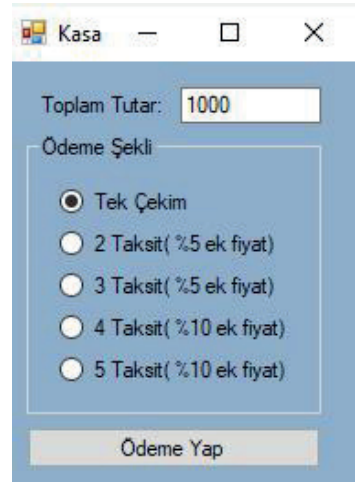 Kasa
Toplam Tutar: 1000
Ödeme Şekli
Tek Çekim
2 Taksit( %5 ek fiyat)
3 Taksit( %5 ek fiyat)
4 Taksit( %10 ek fiyat)
5 Taksit( %10 ek fiyat)
Ödeme Yap